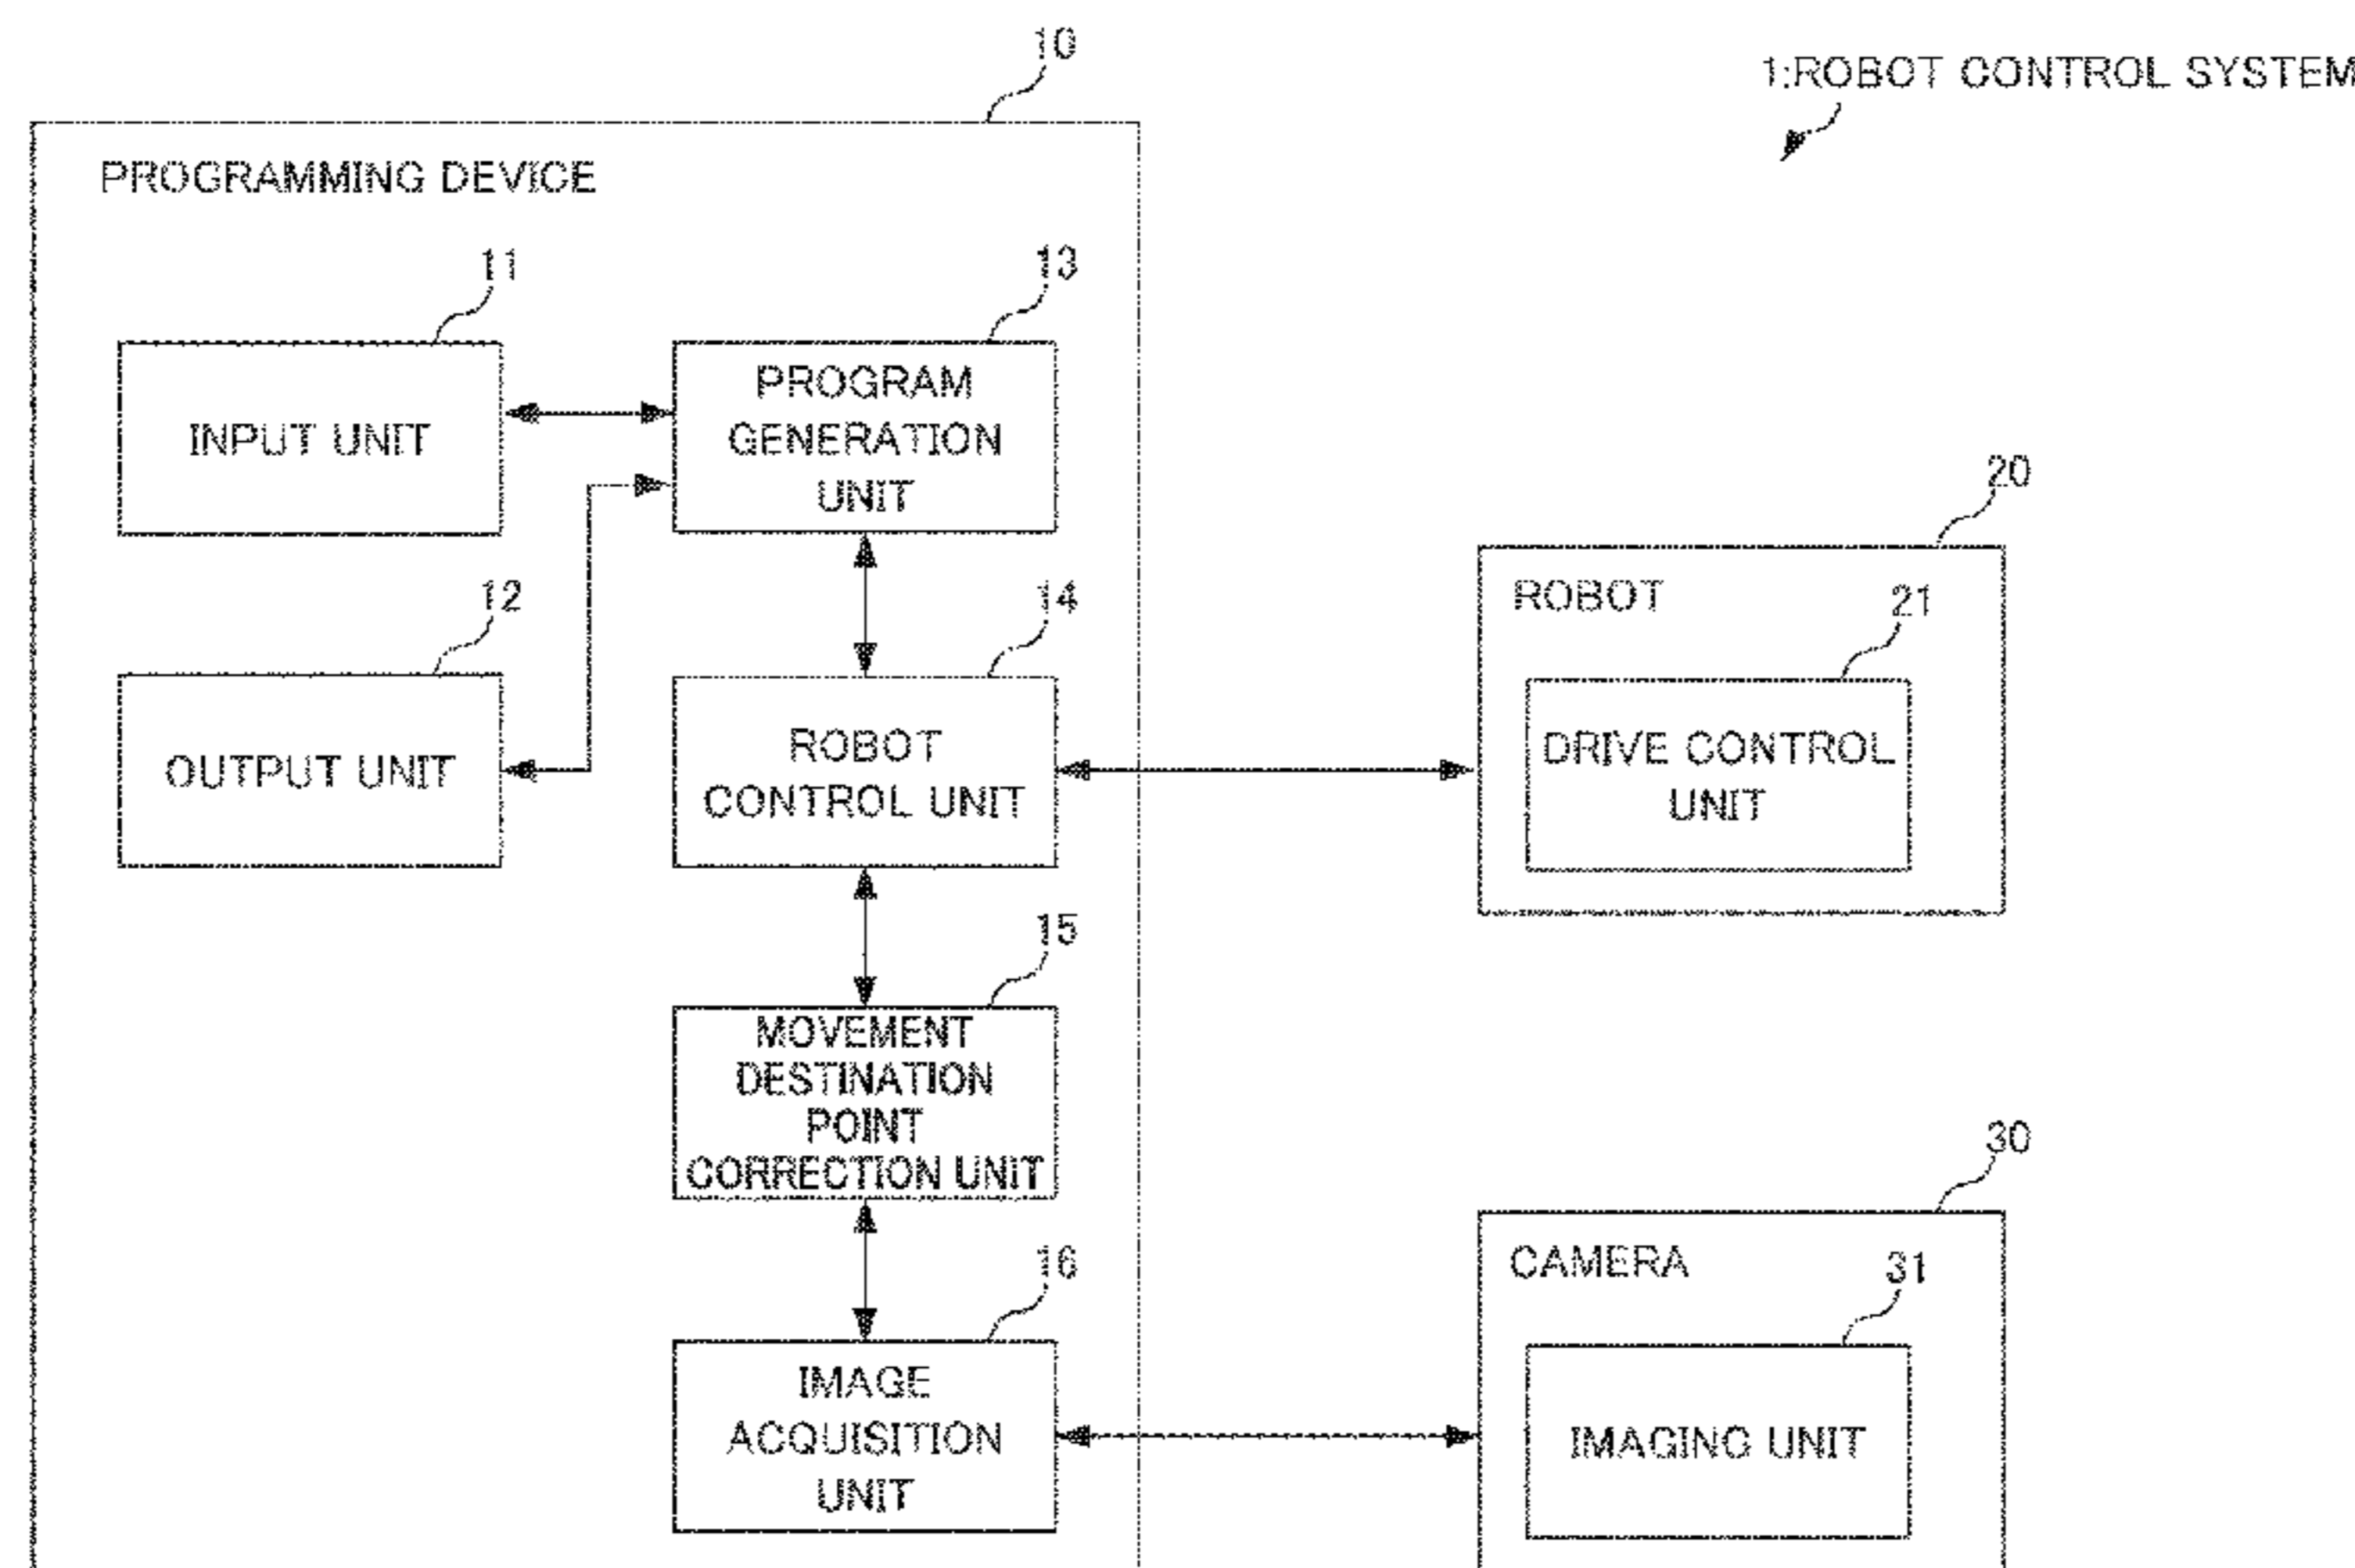 10
1:ROBOT CONTROL SYSTEM
PROGRAMMING DEVICE
11
13
INPUT UNIT
PROGRAM
GENERATION
UNIT
12
14
OUTPUT UNIT
ROBOT
CONTROL UNIT
20
ROBOT
21
DRIVE CONTROL
UNIT
15
MOVEMENT
DESTINATION
POINT
CORRECTION UNIT
16
IMAGE
ACQUISITION
UNIT
30
CAMERA
31
IMAGING UNIT